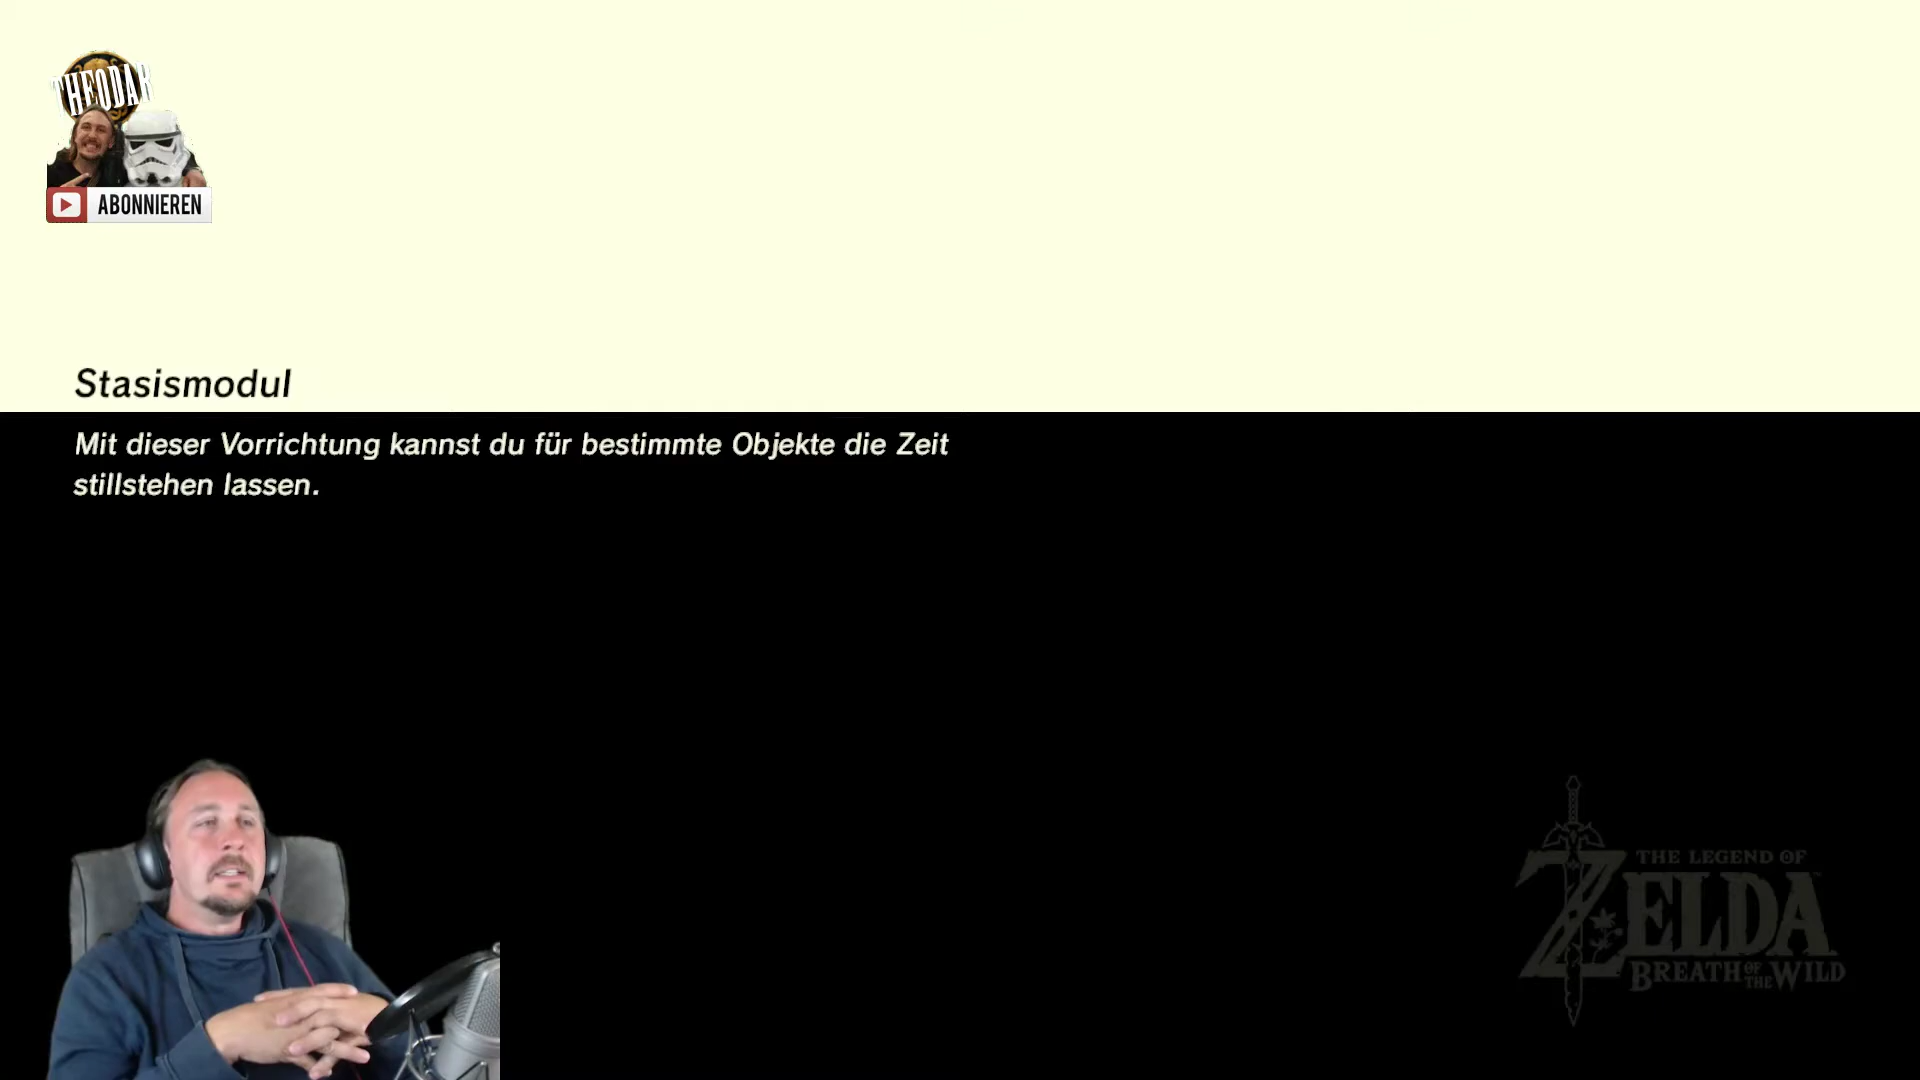 THEODAR
ABONNIEREN
Stasismodul
Mit dieser Vorrichtung kannst du für bestimmte Objekte die Zeit
stillstehen lassen.
THE LEGEND OF
ZELDA
BREATH OF THE WILD